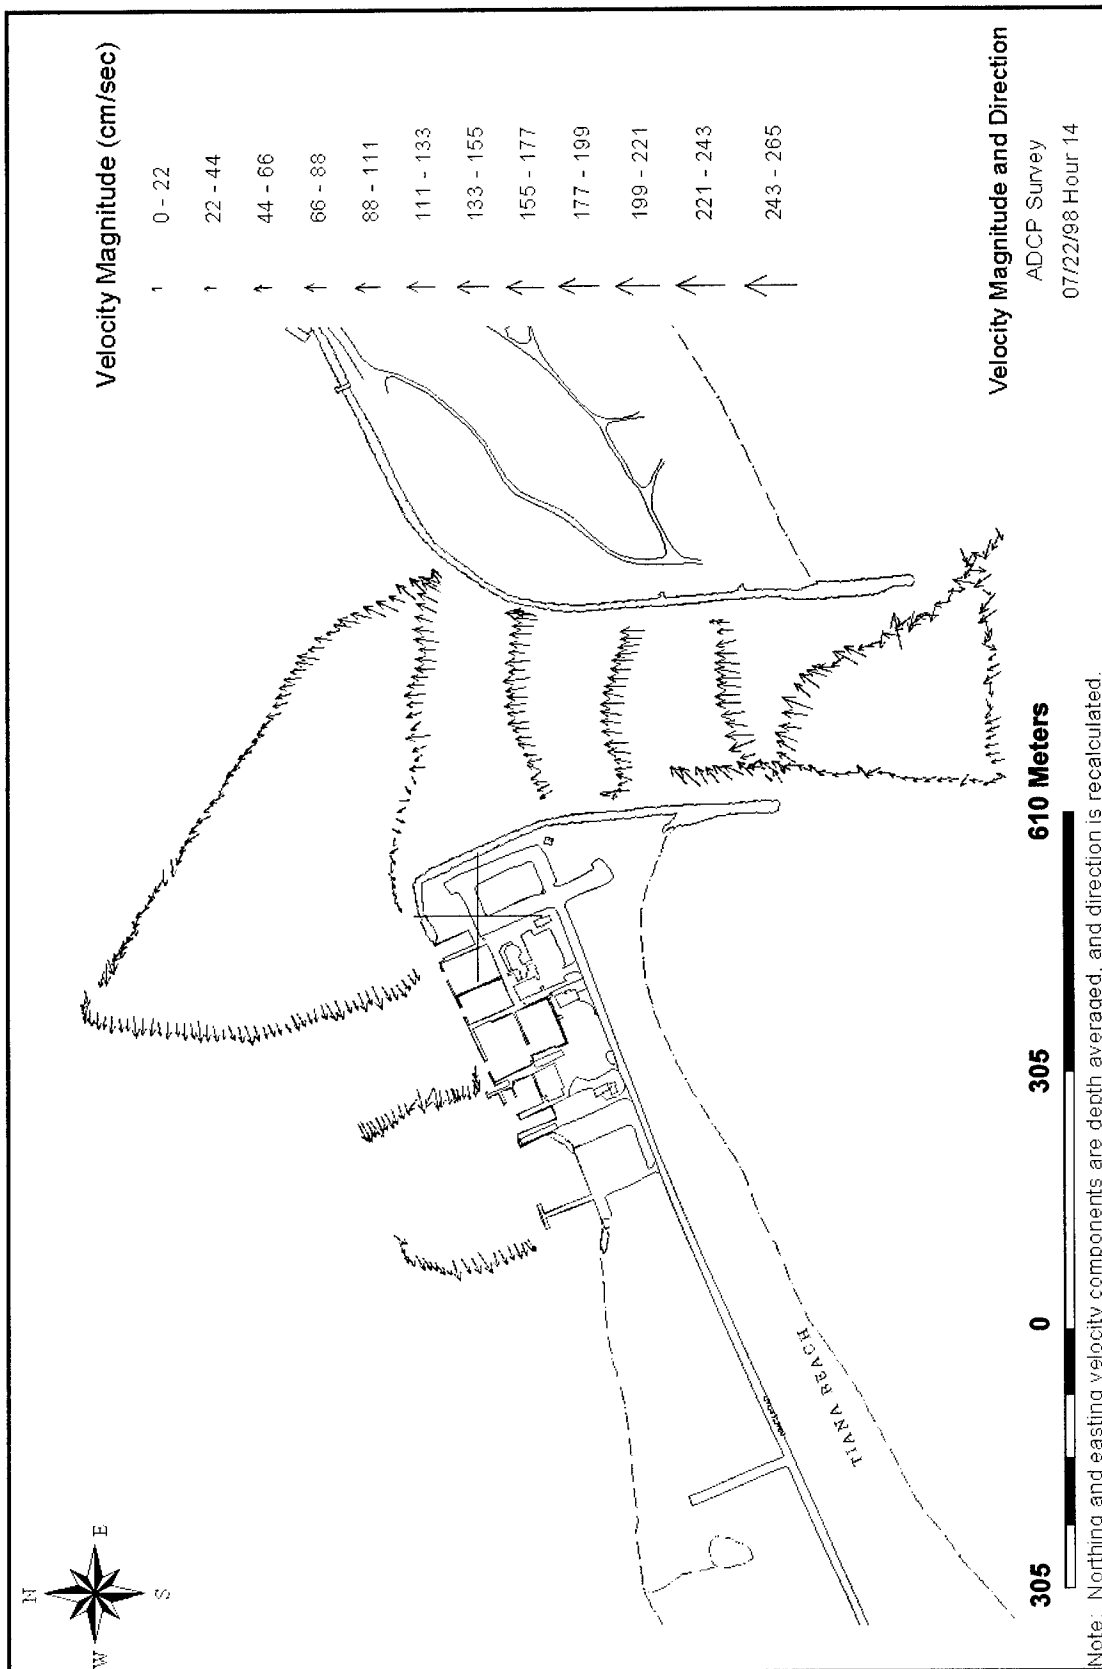 N
W
E
S
Velocity Magnitude (cm/sec)
0 - 22
22 - 44
44 - 66
66 - 88
88 - 111
111 - 133
133 - 155
155 - 177
177 - 199
199 - 221
221 - 243
243 - 265
TIANA BEACH
305
0
305
610 Meters
Velocity Magnitude and Direction
ADCP Survey
07/22/98 Hour 14
Note: Northing and easting velocity components are depth averaged, and direction is recalculated.